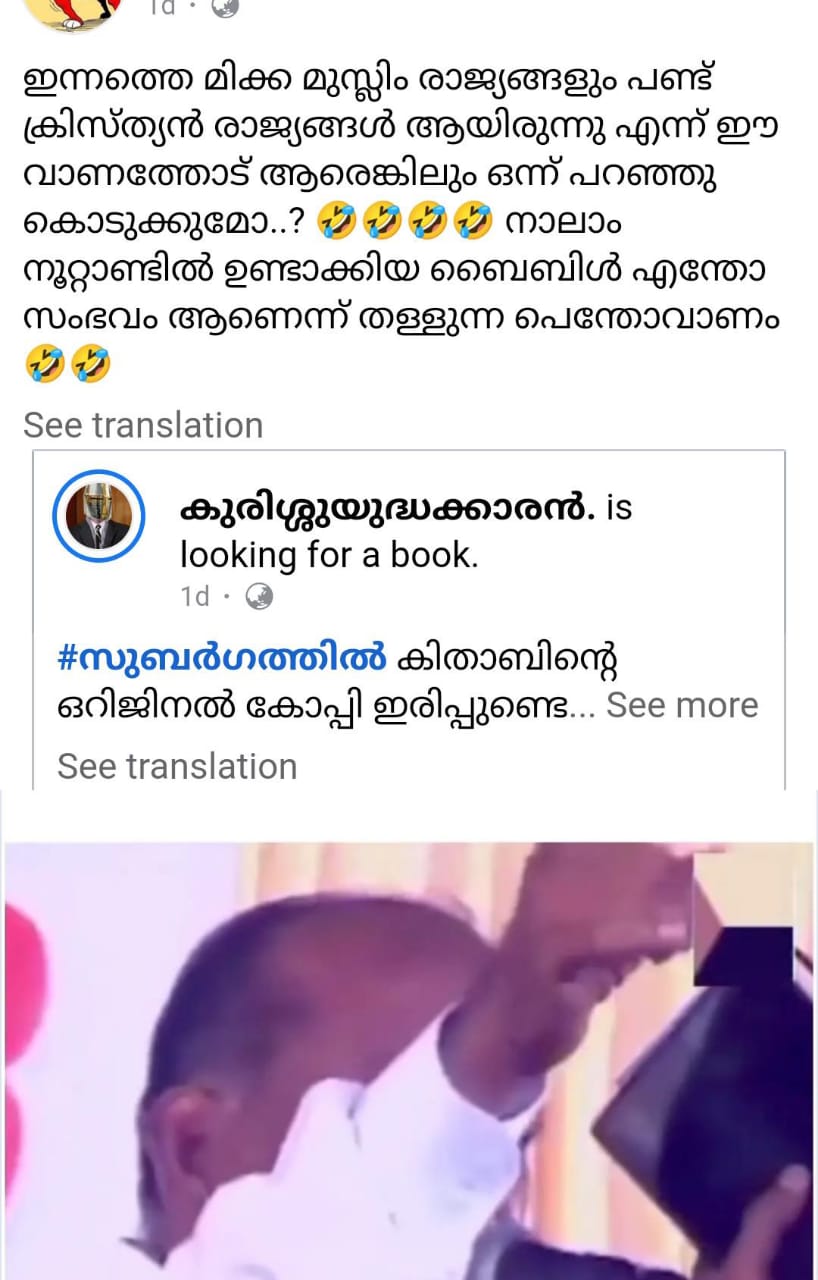 1d ·
ഇന്നത്തെ മിക്ക മുസ്ലിം രാജ്യങ്ങളും പണ്ട്
ക്രിസ്ത്യൻ രാജ്യങ്ങൾ ആയിരുന്നു എന്ന് ഈ
വാണത്തോട് ആരെങ്കിലും ഒന്ന് പറഞ്ഞു
കൊടുക്കുമോ..? 🤣🤣🤣🤣 നാലാം
നൂറ്റാണ്ടിൽ ഉണ്ടാക്കിയ ബൈബിൾ എന്തോ
സംഭവം ആണെന്ന് തള്ളുന്ന പെന്തോവാണം
🤣🤣
See translation
കുരിശ്ശുയുദ്ധക്കാരൻ. is
looking for a book.
1d ·
#സുബർഗത്തിൽ കിതാബിന്റെ
ഒറിജിനൽ കോപ്പി ഇരിപ്പുണ്ടെ... See more
See translation